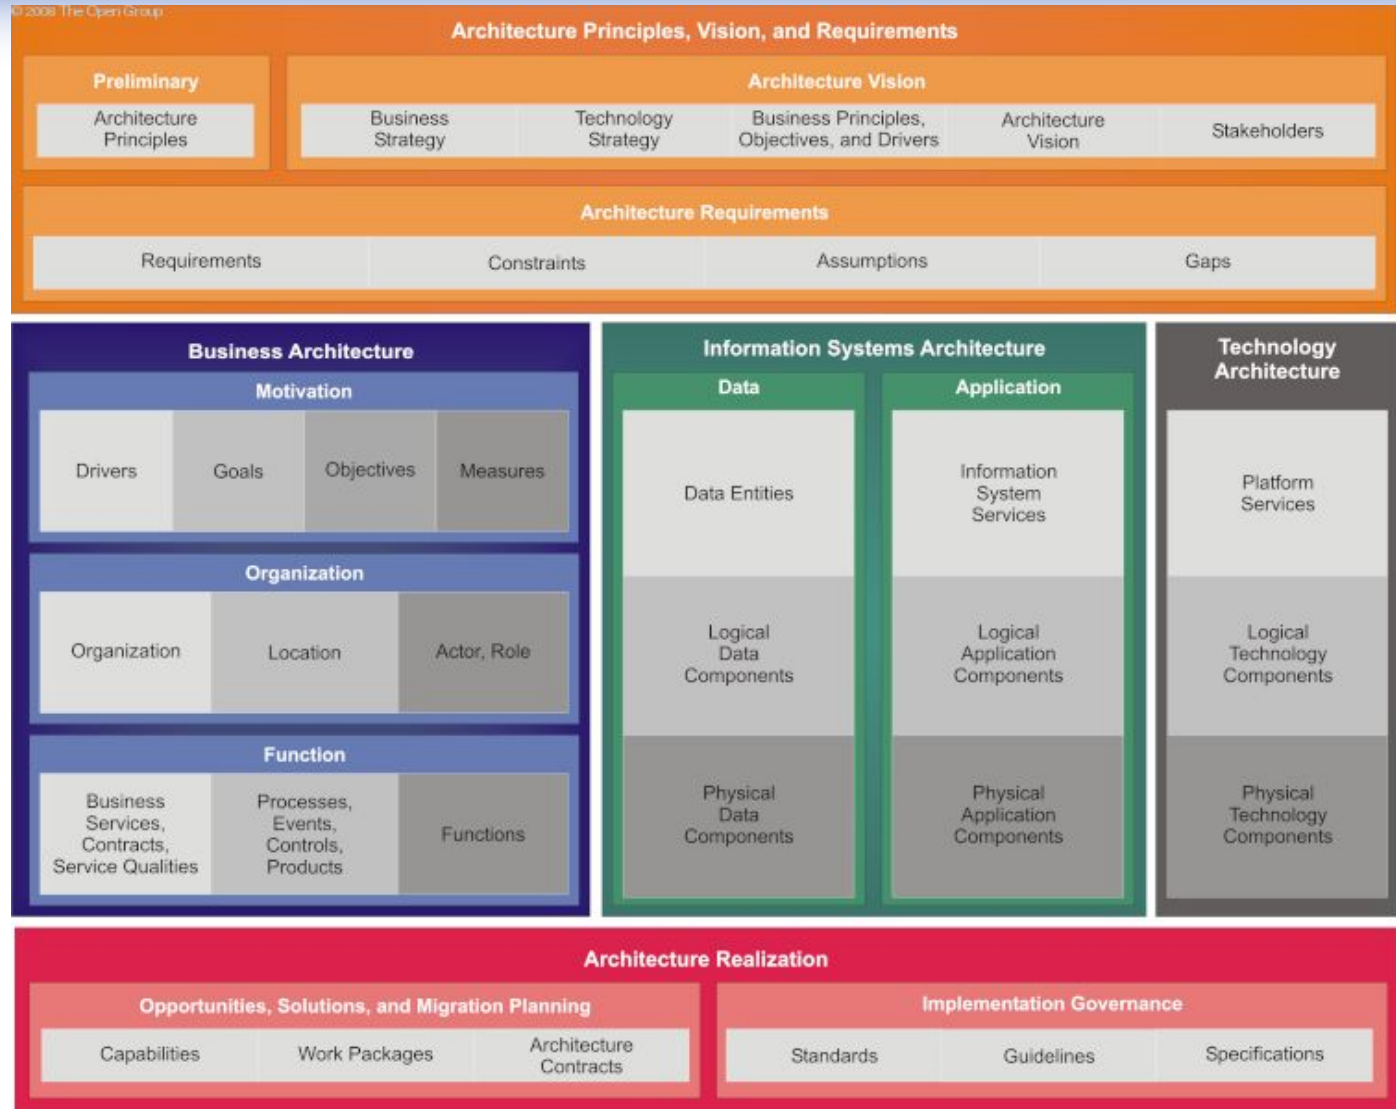 © 2008 The Open Group
Architecture Principles, Vision, and Requirements
Preliminary
Architecture
Principles
Architecture Vision
Business
Strategy
Technology
Strategy
Business Principles,
Objectives, and Drivers
Architecture
Vision
Stakeholders
Architecture Requirements
Requirements
Constraints
Assumptions
Gaps
Business Architecture
Motivation
Drivers
Goals
Objectives
Measures
Organization
Organization
Location
Actor, Role
Function
Business
Services,
Contracts,
Service Qualities
Processes,
Events,
Controls,
Products
Functions
Information Systems Architecture
Data
Data Entities
Logical
Data
Components
Physical
Data
Components
Application
Information
System
Services
Logical
Application
Components
Physical
Application
Components
Technology
Architecture
Platform
Services
Logical
Technology
Components
Physical
Technology
Components
Architecture Realization
Opportunities, Solutions, and Migration Planning
Capabilities
Work Packages
Architecture
Contracts
Implementation Governance
Standards
Guidelines
Specifications